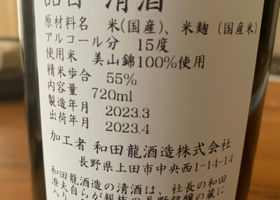 品目 清酒
原材料名 米(国産)、米麹(国産米)
アルコール分 15度
使用米 美山錦100%使用
精米歩合 55%
内容量 720ml
製造年月 2023.3
出荷年月 2023.4
加工者 和田龍酒造株式会社
長野県上田市中央西1-14-14
和田龍酒造の清酒は、社長の和田